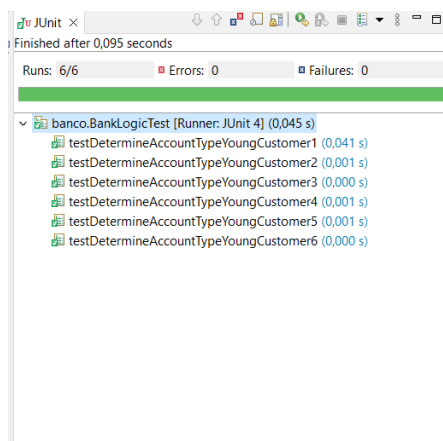 JUnit
Finished after 0,095 seconds
Runs: 6/6 Errors: 0 Failures: 0
banco.BankLogicTest [Runner: JUnit 4] (0,045 s)
testDetermineAccountTypeYoungCustomer1 (0,041 s)
testDetermineAccountTypeYoungCustomer2 (0,001 s)
testDetermineAccountTypeYoungCustomer3 (0,000 s)
testDetermineAccountTypeYoungCustomer4 (0,001 s)
testDetermineAccountTypeYoungCustomer5 (0,001 s)
testDetermineAccountTypeYoungCustomer6 (0,000 s)